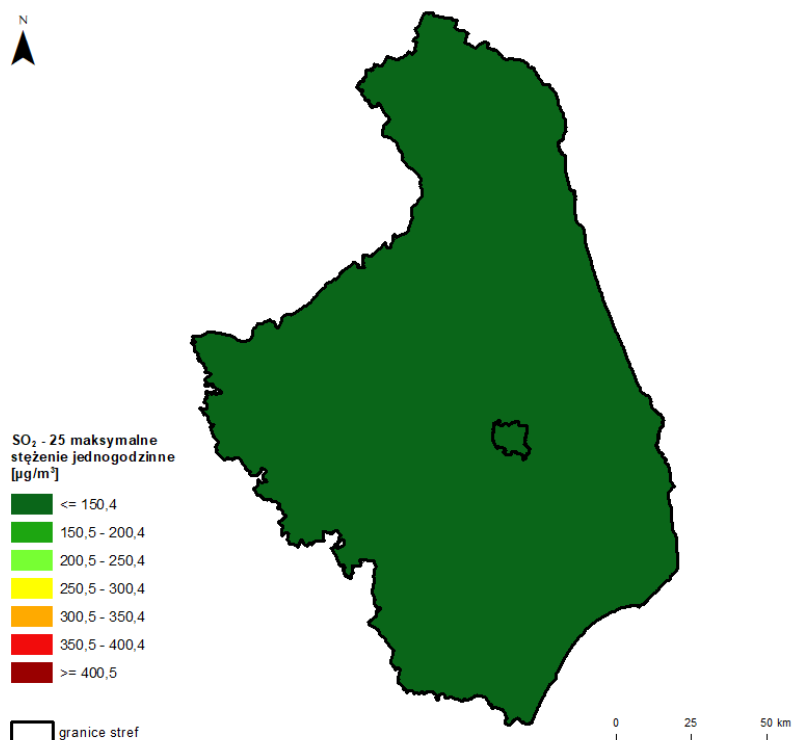 N
SO₂ - 25 maksymalne
stężenie jednogodzinne
[µg/m³]
<= 150,4
150,5 - 200,4
200,5 - 250,4
250,5 - 300,4
300,5 - 350,4
350,5 - 400,4
>= 400,5
granice stref
0 25 50 km